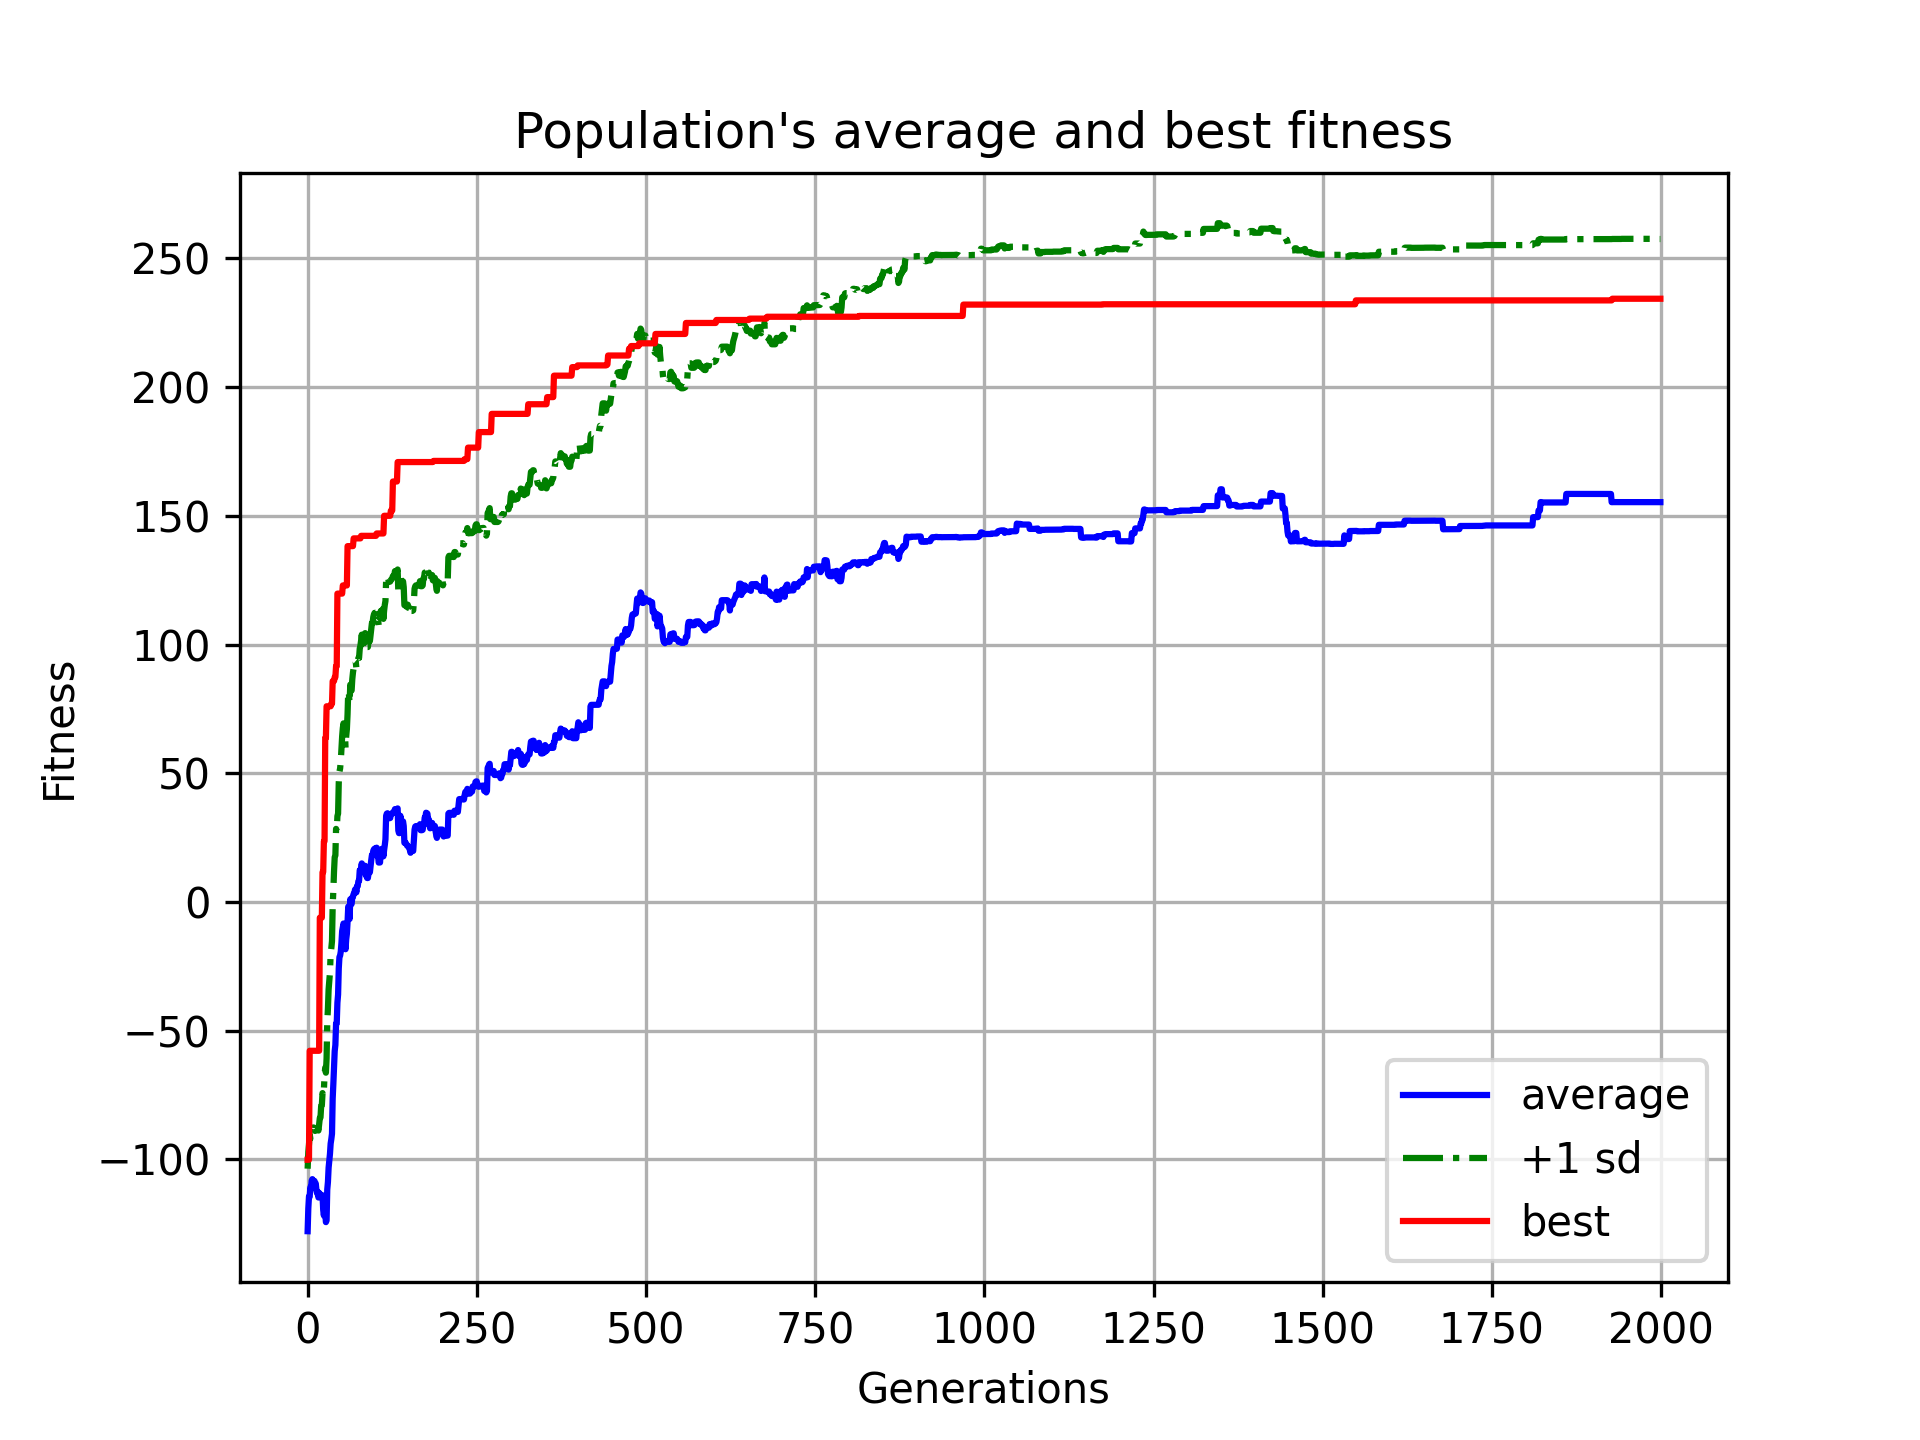 Population's average and best fitness
Fitness
250
200
150
100
50
0
−50
−100
0 250 500 750 1000 1250 1500 1750 2000
Generations
average
+1 sd
best